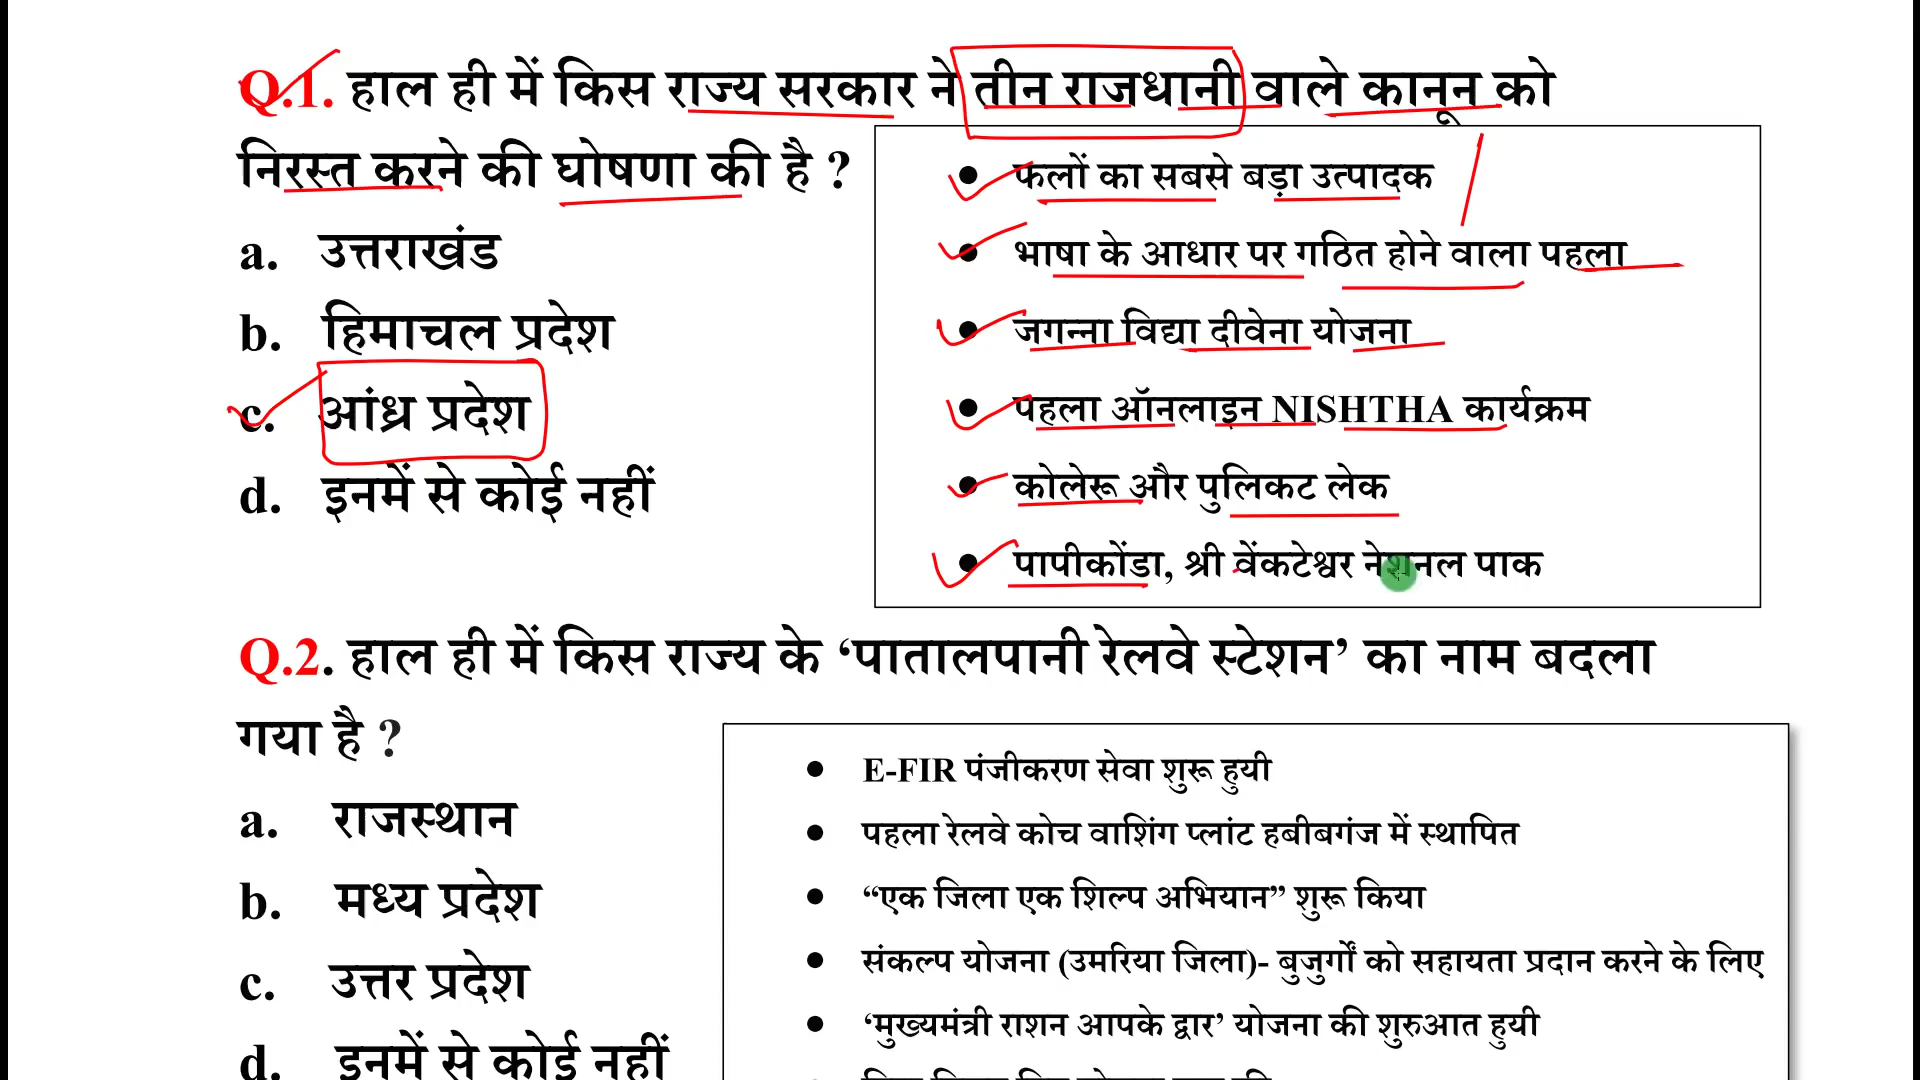 Q.1. हाल ही में किस राज्य सरकार ने तीन राजधानी वाले कानून को
निरस्त करने की घोषणा की है ?
a. उत्तराखंड
b. हिमाचल प्रदेश
c. आंध्र प्रदेश
d. इनमें से कोई नहीं
• फलों का सबसे बड़ा उत्पादक
• भाषा के आधार पर गठित होने वाला पहला
• जगन्ना विद्या दीवेना योजना
• पहला ऑनलाइन NISHTHA कार्यक्रम
• कोलेरू और पुलिकट लेक
• पापीकोंडा, श्री वेंकटेश्वर नेशनल पाक
Q.2. हाल ही में किस राज्य के ‘पातालपानी रेलवे स्टेशन’ का नाम बदला
गया है ?
a. राजस्थान
b. मध्य प्रदेश
c. उत्तर प्रदेश
d. इनमें से कोई नहीं
• E-FIR पंजीकरण सेवा शुरू हुयी
• पहला रेलवे कोच वाशिंग प्लांट हबीबगंज में स्थापित
• “एक जिला एक शिल्प अभियान” शुरू किया
• संकल्प योजना (उमरिया जिला)- बुजुर्गों को सहायता प्रदान करने के लिए
• ‘मुख्यमंत्री राशन आपके द्वार’ योजना की शुरुआत हुयी